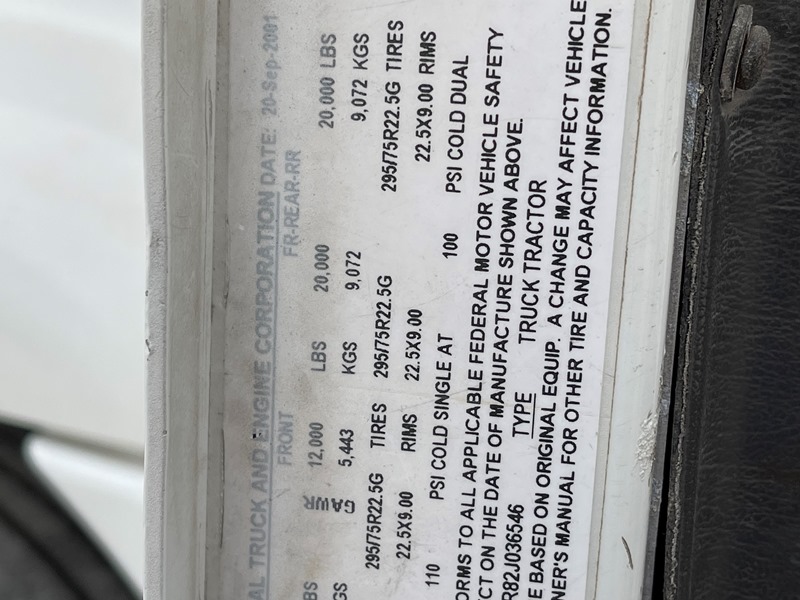 AL TRUCK AND ENGINE CORPORATION DATE: 20-Sep-2001
FRONT FR-REAR-RR
BS 12,000 LBS 20,000 20,000 LBS
GS 5,443 KGS 9,072 9,072 KGS
295/75R22.5G TIRES 295/75R22.5G 295/75R22.5G TIRES
22.5X9.00 RIMS 22.5X9.00 22.5X9.00 RIMS
110 PSI COLD SINGLE AT 100 PSI COLD DUAL
ORMS TO ALL APPLICABLE FEDERAL MOTOR VEHICLE SAFETY
CT ON THE DATE OF MANUFACTURE SHOWN ABOVE.
R82J036546 TYPE TRUCK TRACTOR
E BASED ON ORIGINAL EQUIP. A CHANGE MAY AFFECT VEHICLE
NER'S MANUAL FOR OTHER TIRE AND CAPACITY INFORMATION.